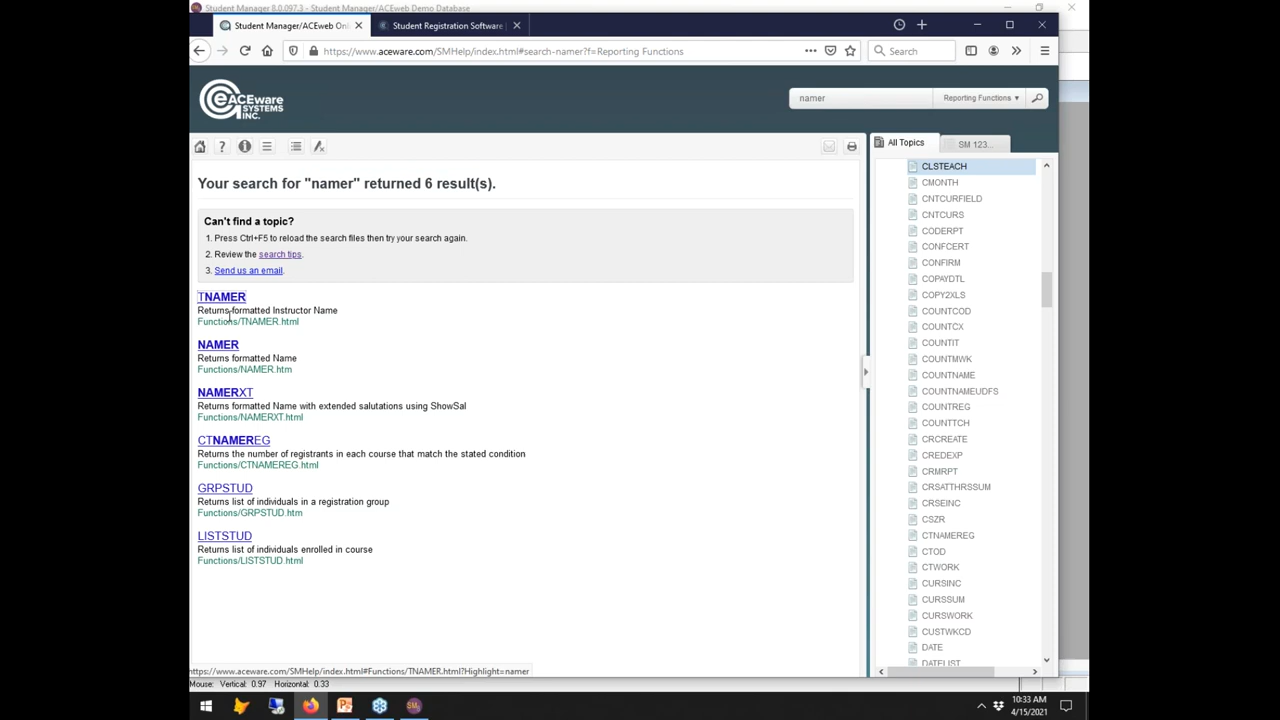 Student Manager 8.0.097.3 - Student Manager/ACEweb Demo Database
Student Manager/ACEweb Onl
Student Registration Software
https://www.aceware.com/SMHelp/index.html#search-namer?f=Reporting Functions
Search
ACEware
SYSTEMS
INC.
namer
Reporting Functions
All Topics
SM 123...
Your search for "namer" returned 6 result(s).
Can't find a topic?
1. Press Ctrl+F5 to reload the search files then try your search again.
2. Review the search tips.
3. Send us an email.
TNAMER
Returns formatted Instructor Name
Functions/TNAMER.html
NAMER
Returns formatted Name
Functions/NAMER.htm
NAMERXT
Returns formatted Name with extended salutations using ShowSal
Functions/NAMERXT.html
CTNAMEREG
Returns the number of registrants in each course that match the stated condition
Functions/CTNAMEREG.html
GRPSTUD
Returns list of individuals in a registration group
Functions/GRPSTUD.htm
LISTSTUD
Returns list of individuals enrolled in course
Functions/LISTSTUD.html
CLSTEACH
CMONTH
CNTCURFIELD
CNTCURS
CODERPT
CONFCERT
CONFIRM
COPAYDTL
COPY2XLS
COUNTCOD
COUNTCX
COUNTIT
COUNTMWK
COUNTNAME
COUNTNAMEUDFS
COUNTREG
COUNTTCH
CRCREATE
CREDEXP
CRMRPT
CRSATTHRSSUM
CRSEINC
CSZR
CTNAMEREG
CTOD
CTWORK
CURSINC
CURSSUM
CURSWORK
CUSTWKCD
DATE
DATELIST
https://www.aceware.com/SMHelp/index.html#Functions/TNAMER.html?Highlight=namer
Mouse: Vertical: 0.97 Horizontal: 0.33
10:33 AM
4/15/2021